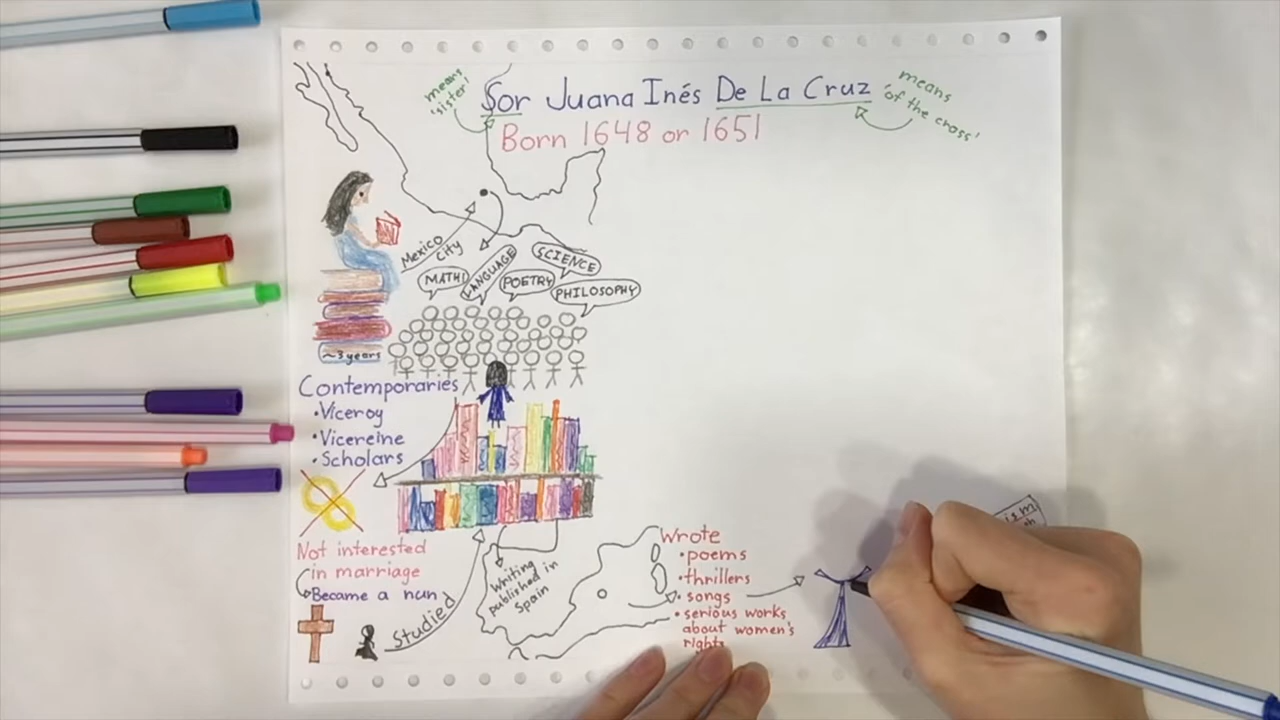 means
'sister'
Sor Juana Inés De La Cruz
means
'of the cross'
Born 1648 or 1651
Mexico
City
MATH!
LANGUAGE
POETRY
SCIENCE
PHILOSOPHY
~3 years
Contemporaries
•Viceroy
•Vicereine
•Scholars
Not interested
in marriage
Became a nun
Studied
Writing
published in
Spain
Wrote
•poems
•thrillers
•songs
•serious works
about women's
rights